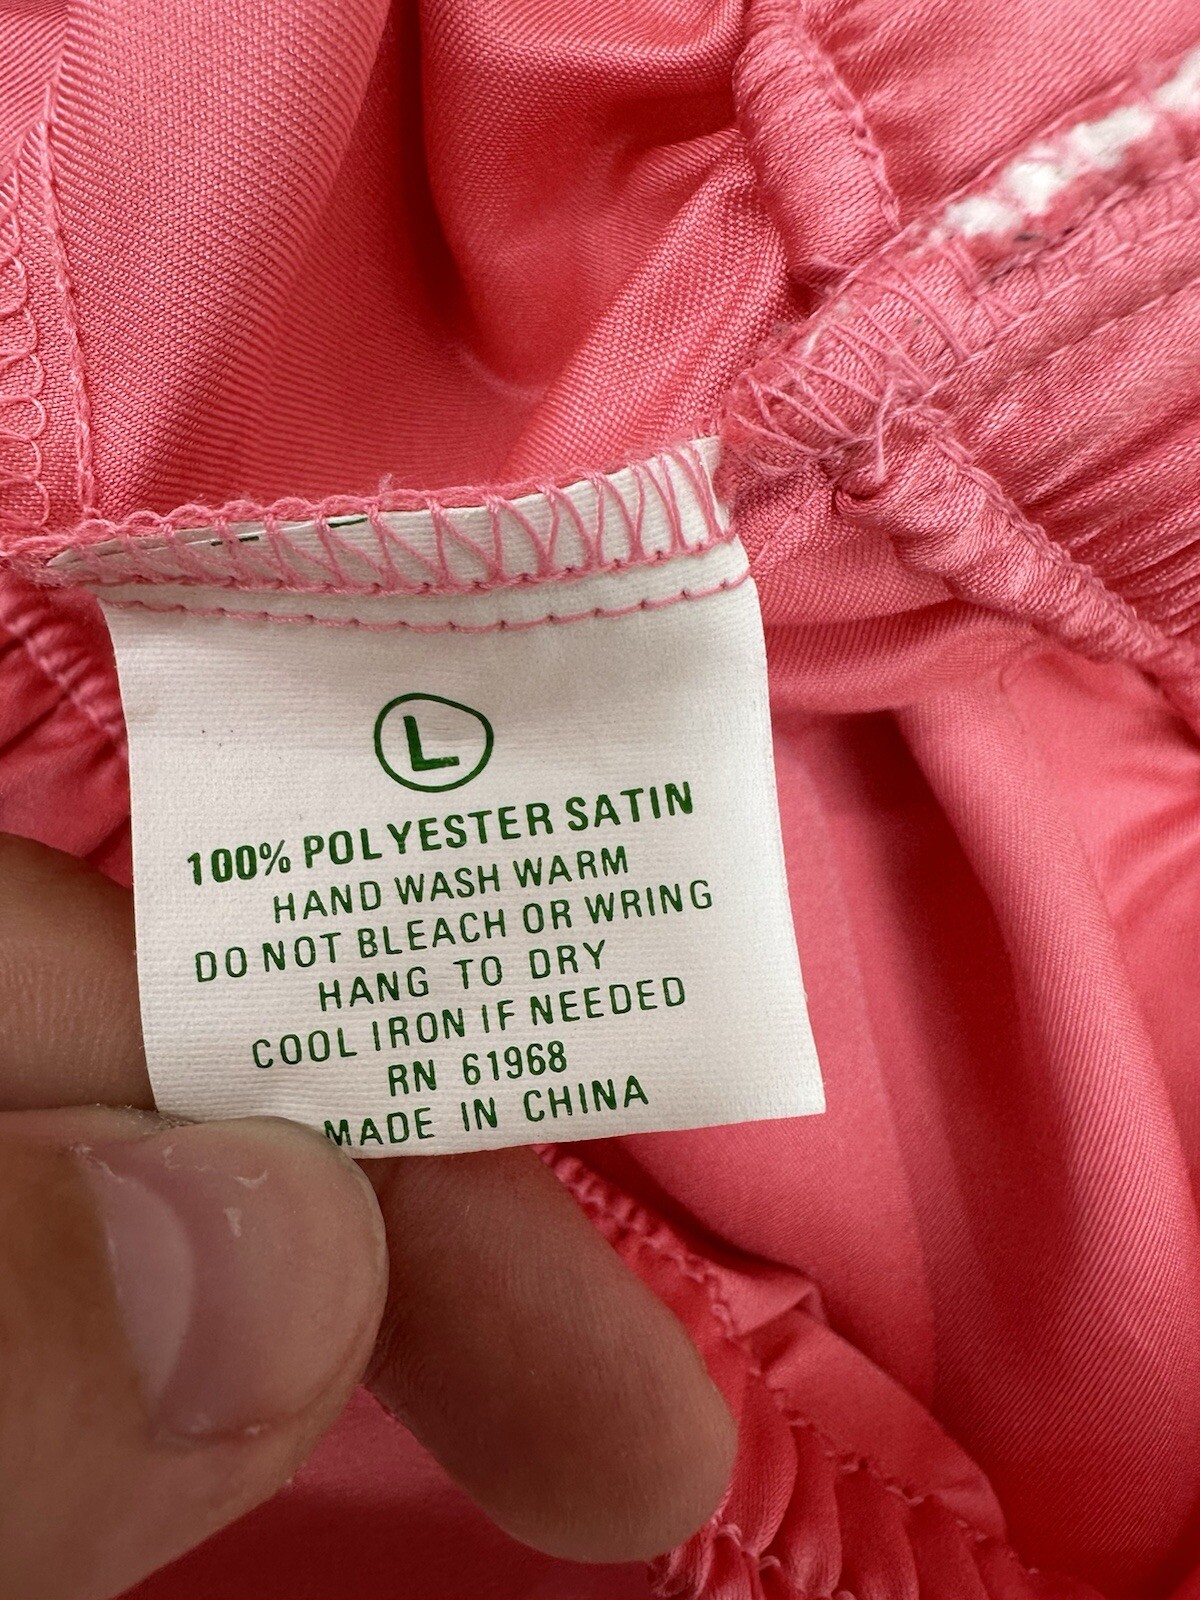 L
100% POLYESTER SATIN
HAND WASH WARM
DO NOT BLEACH OR WRING
HANG TO DRY
COOL IRON IF NEEDED
RN 61968
MADE IN CHINA